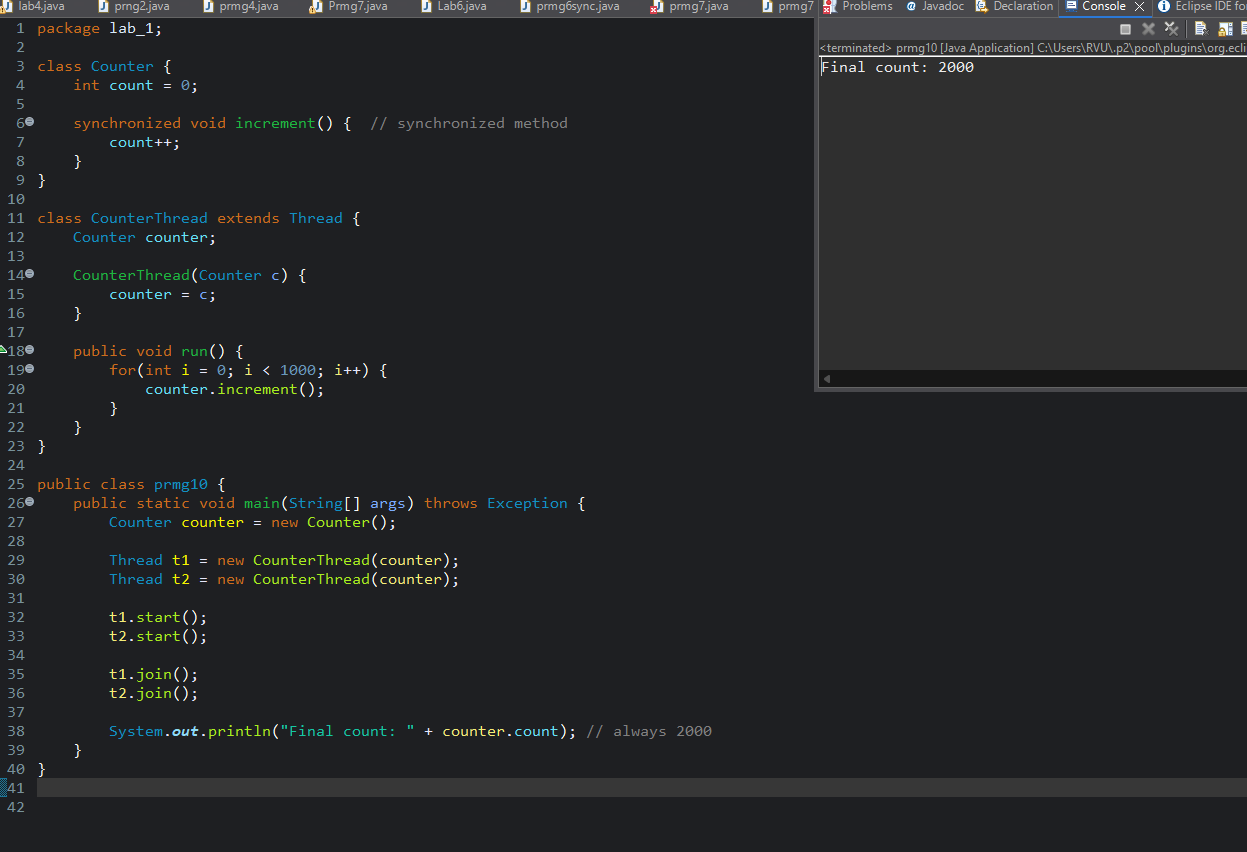 lab4.java prng2.java prmg4.java Prmg7.java Lab6.java prmg6sync.java prmg7.java prmg7
Problems @ Javadoc Declaration Console Eclipse IDE for
<terminated> prmg10 [Java Application] C:\Users\RVU\.p2\pool\plugins\org.ecli
Final count: 2000
1 package lab_1;
2
3 class Counter {
4     int count = 0;
5
6     synchronized void increment() {  // synchronized method
7         count++;
8     }
9 }
10
11 class CounterThread extends Thread {
12     Counter counter;
13
14     CounterThread(Counter c) {
15         counter = c;
16     }
17
18     public void run() {
19         for(int i = 0; i < 1000; i++) {
20             counter.increment();
21         }
22     }
23 }
24
25 public class prmg10 {
26     public static void main(String[] args) throws Exception {
27         Counter counter = new Counter();
28
29         Thread t1 = new CounterThread(counter);
30         Thread t2 = new CounterThread(counter);
31
32         t1.start();
33         t2.start();
34
35         t1.join();
36         t2.join();
37
38         System.out.println("Final count: " + counter.count); // always 2000
39     }
40 }
41
42